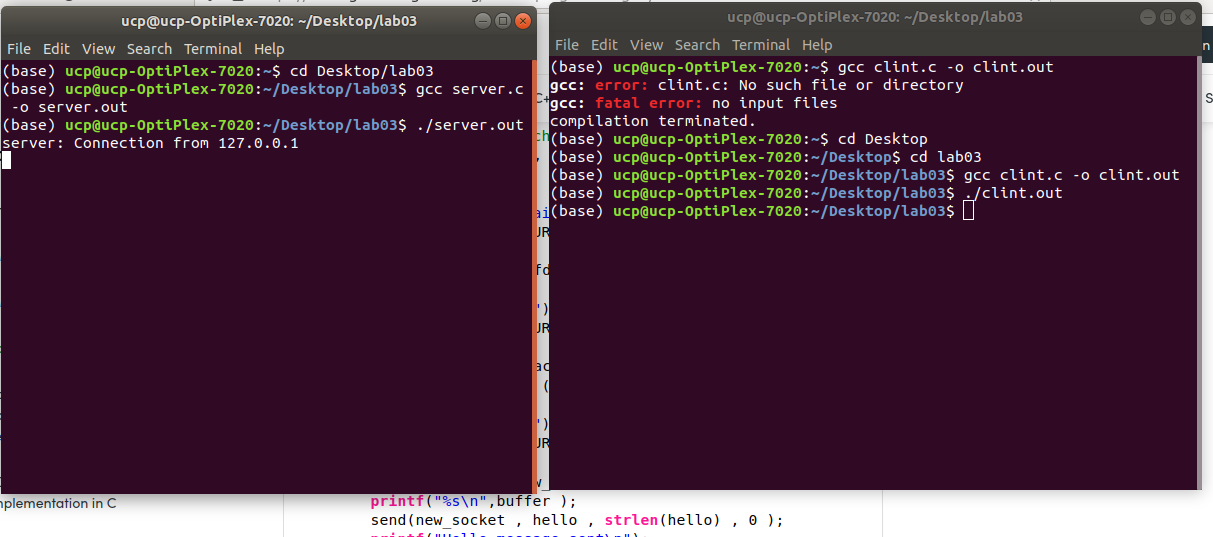 ucp@ucp-OptiPlex-7020: ~/Desktop/lab03
File Edit View Search Terminal Help
(base) ucp@ucp-OptiPlex-7020:~$ cd Desktop/lab03
(base) ucp@ucp-OptiPlex-7020:~/Desktop/lab03$ gcc server.c
-o server.out
(base) ucp@ucp-OptiPlex-7020:~/Desktop/lab03$ ./server.out
server: Connection from 127.0.0.1
ucp@ucp-OptiPlex-7020: ~/Desktop/lab03
File Edit View Search Terminal Help
(base) ucp@ucp-OptiPlex-7020:~$ gcc clint.c -o clint.out
gcc: error: clint.c: No such file or directory
gcc: fatal error: no input files
compilation terminated.
(base) ucp@ucp-OptiPlex-7020:~$ cd Desktop
(base) ucp@ucp-OptiPlex-7020:~/Desktop$ cd lab03
(base) ucp@ucp-OptiPlex-7020:~/Desktop/lab03$ gcc clint.c -o clint.out
(base) ucp@ucp-OptiPlex-7020:~/Desktop/lab03$ ./clint.out
(base) ucp@ucp-OptiPlex-7020:~/Desktop/lab03$
mplementation in C
printf("%s\n",buffer );
send(new_socket , hello , strlen(hello) , 0 );
printf("Hello message sent\n");